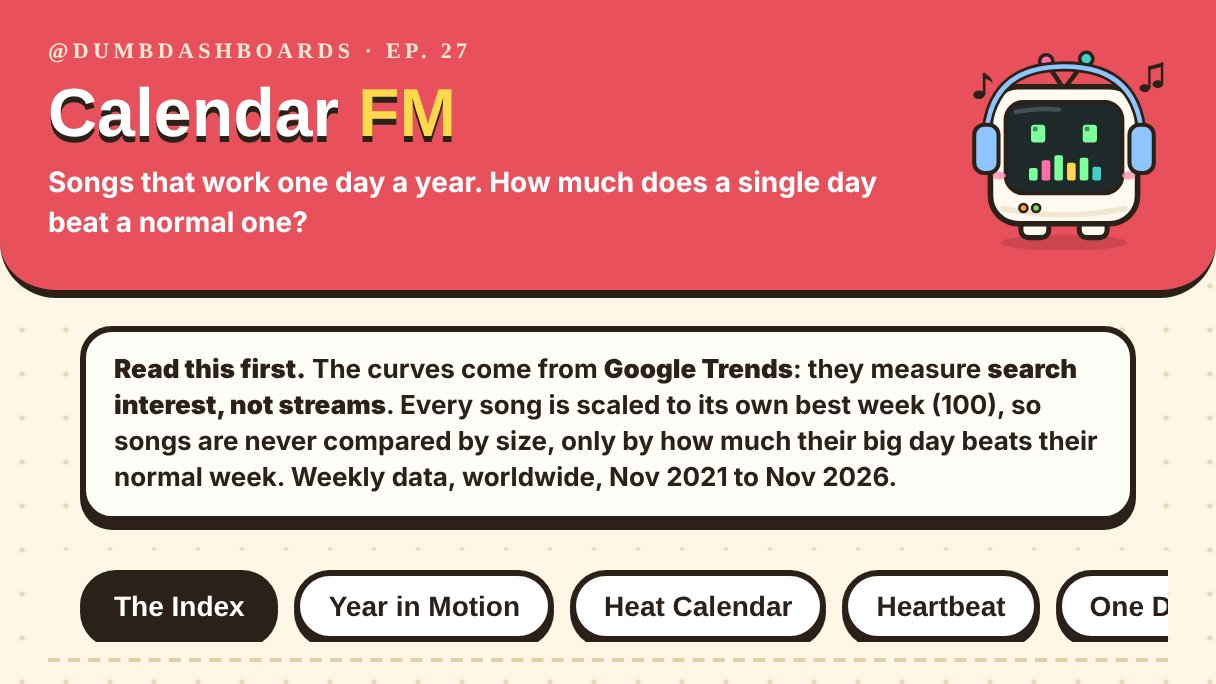 @DUMBDASHBOARDS · EP. 27
Calendar FM
Songs that work one day a year. How much does a single day
beat a normal one?
Read this first. The curves come from Google Trends: they measure search
interest, not streams. Every song is scaled to its own best week (100), so
songs are never compared by size, only by how much their big day beats their
normal week. Weekly data, worldwide, Nov 2021 to Nov 2026.
The Index
Year in Motion
Heat Calendar
Heartbeat
One